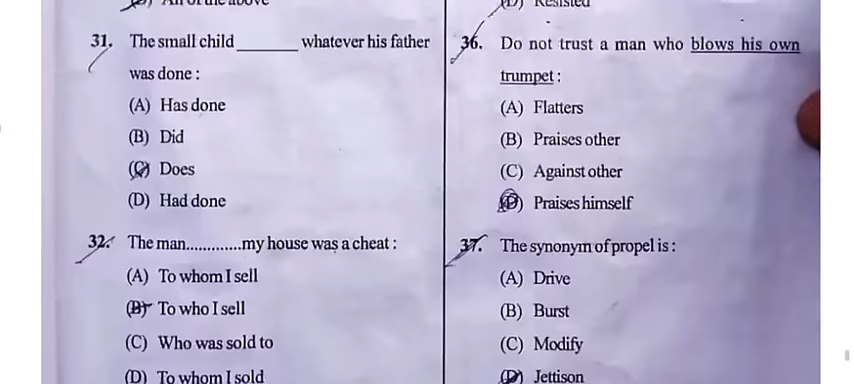 31. The small child ______ whatever his father
was done :
(A) Has done
(B) Did
(C) Does
(D) Had done
32. The man.............my house was a cheat :
(A) To whom I sell
(B) To who I sell
(C) Who was sold to
(D) To whom I sold
(D) Resisted
36. Do not trust a man who blows his own
trumpet :
(A) Flatters
(B) Praises other
(C) Against other
(D) Praises himself
37. The synonym of propel is :
(A) Drive
(B) Burst
(C) Modify
(D) Jettison